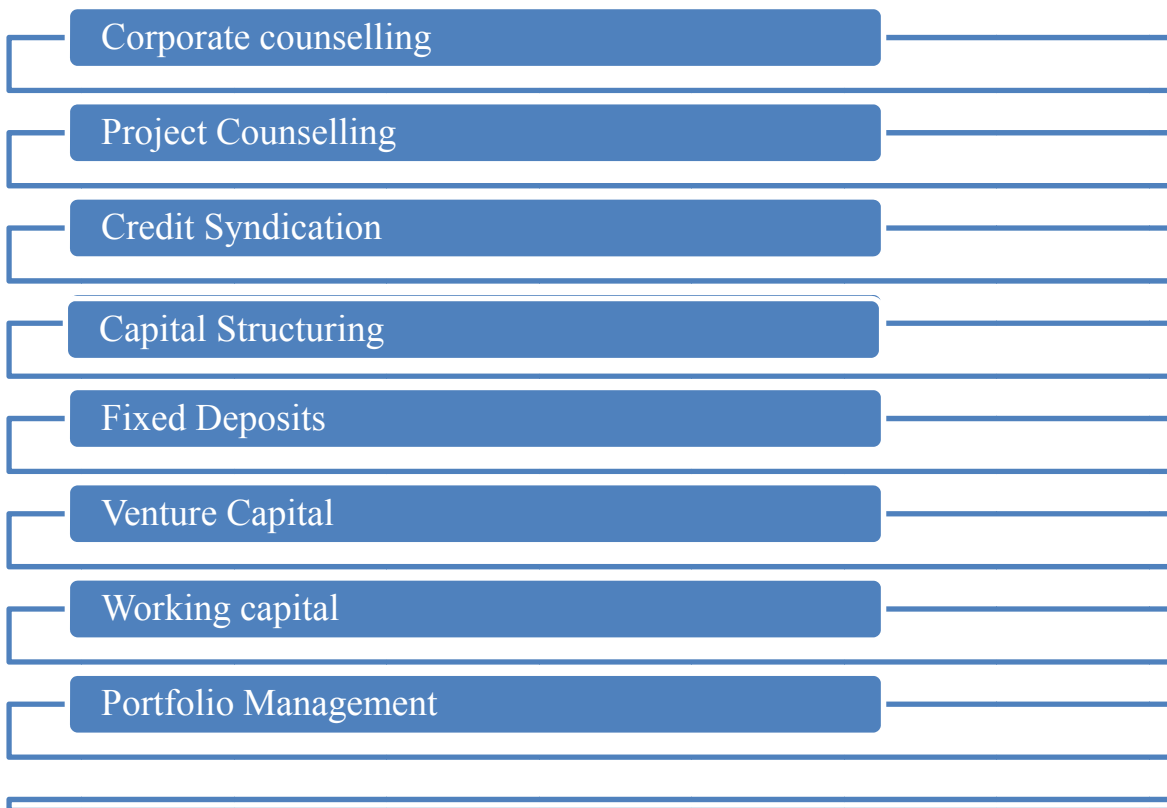 Corporate counselling
Project Counselling
Credit Syndication
Capital Structuring
Fixed Deposits
Venture Capital
Working capital
Portfolio Management